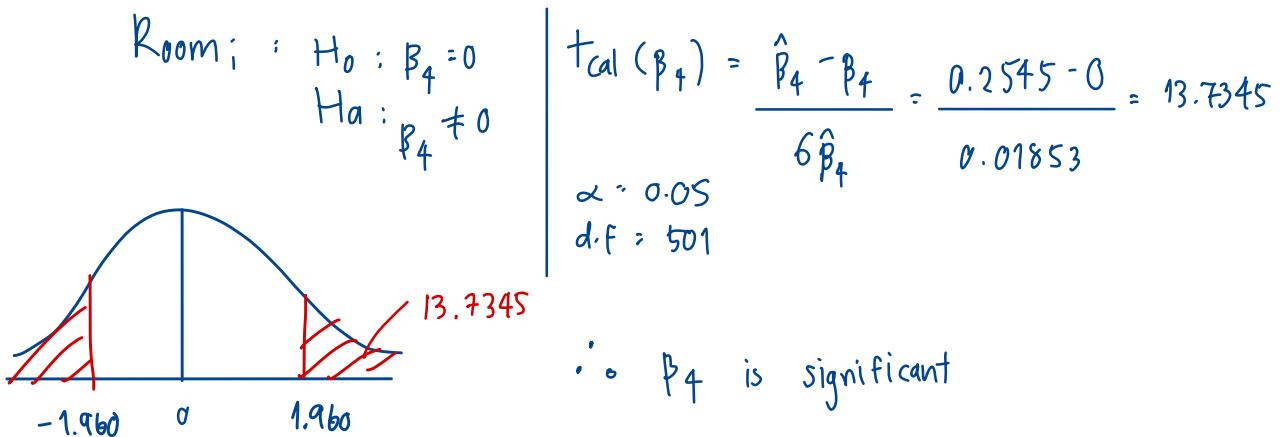 Room i : H₀ : β₄ = 0
Ha : β₄ ≠ 0
t cal (β₄) = β̂₄ - β₄ / 6β̂₄ = 0.2545 - 0 / 0.01853 = 13.7345
α = 0.05
d.f = 501
13.7345
-1.960 0 1.960
∴ β₄ is significant